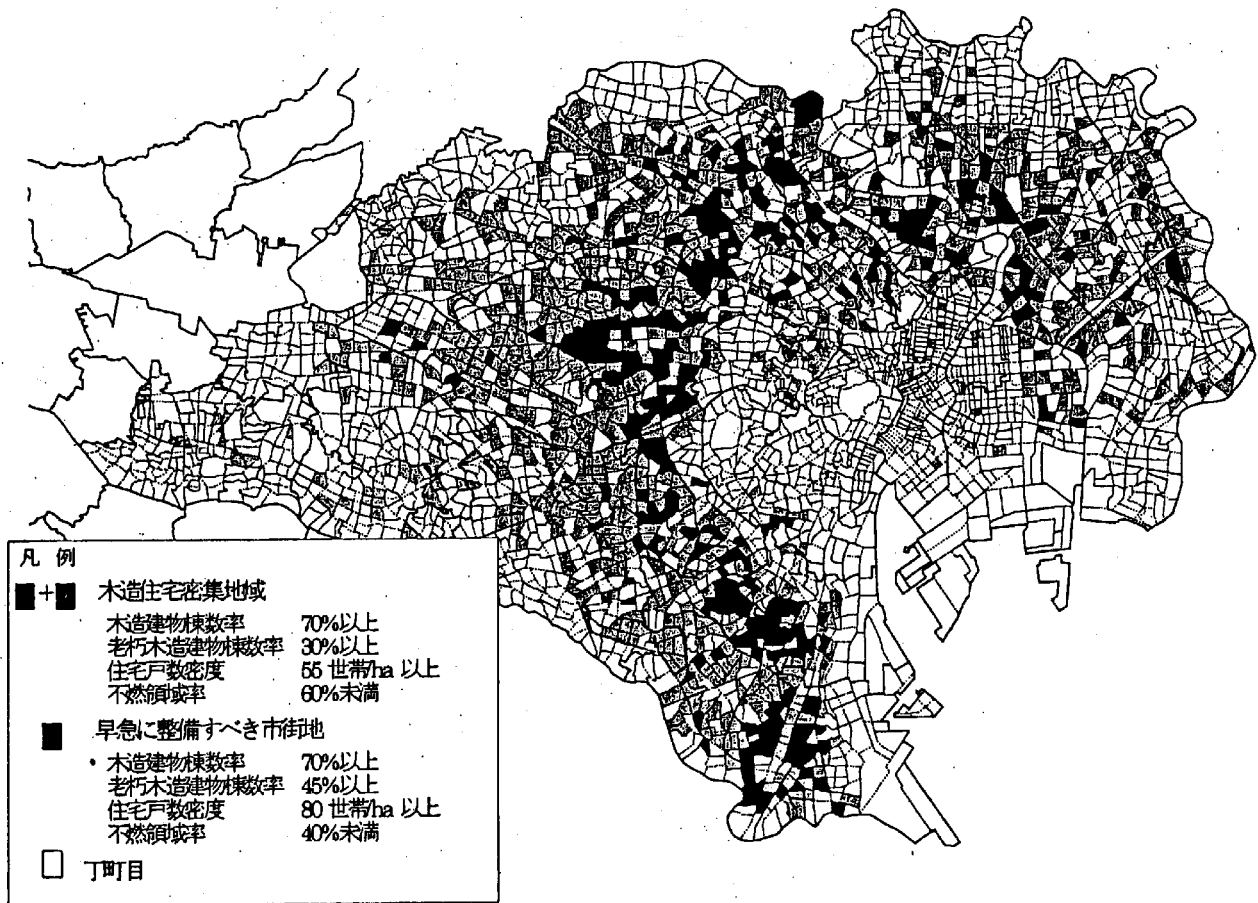 凡例
■+■ 木造住宅密集地域
木造建物棟数率 70%以上
老朽木造建物棟数率 30%以上
住宅戸数密度 55 世帯/ha 以上
不燃領域率 60%未満
■ 早急に整備すべき市街地
・木造建物棟数率 70%以上
老朽木造建物棟数率 45%以上
住宅戸数密度 80 世帯/ha 以上
不燃領域率 40%未満
□ 丁町目